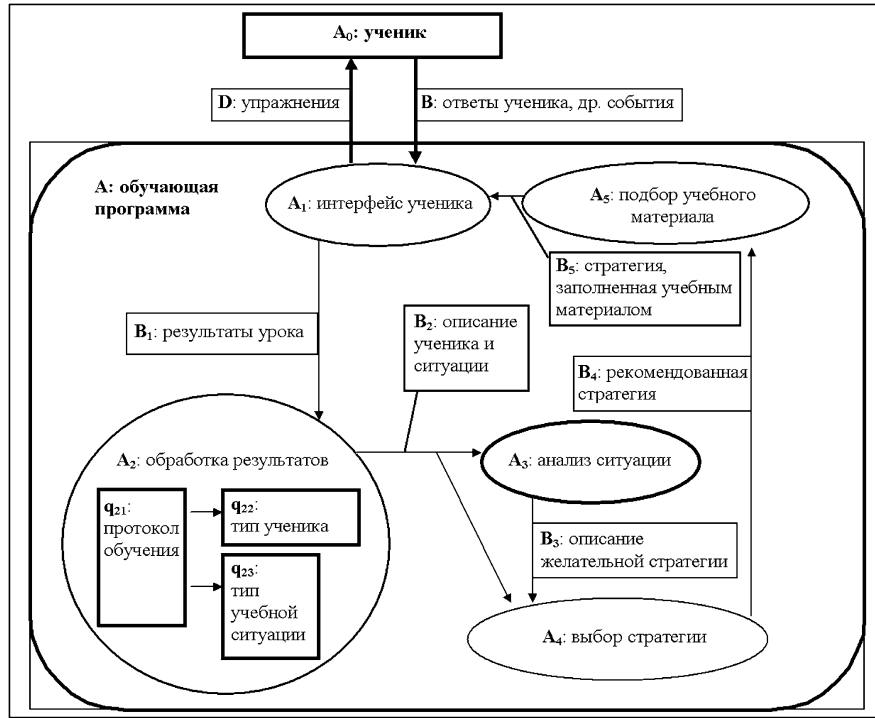 A₀: ученик
D: упражнения
B: ответы ученика, др. события
A: обучающая
программа
A₁: интерфейс ученика
A₅: подбор учебного
материала
B₅: стратегия,
заполненная учебным
материалом
B₁: результаты урока
B₂: описание
ученика и
ситуации
B₄: рекомендованная
стратегия
A₂: обработка результатов
A₃: анализ ситуации
q₂₁:
протокол
обучения
q₂₂:
тип ученика
q₂₃:
тип
учебной
ситуации
B₃: описание
желательной стратегии
A₄: выбор стратегии